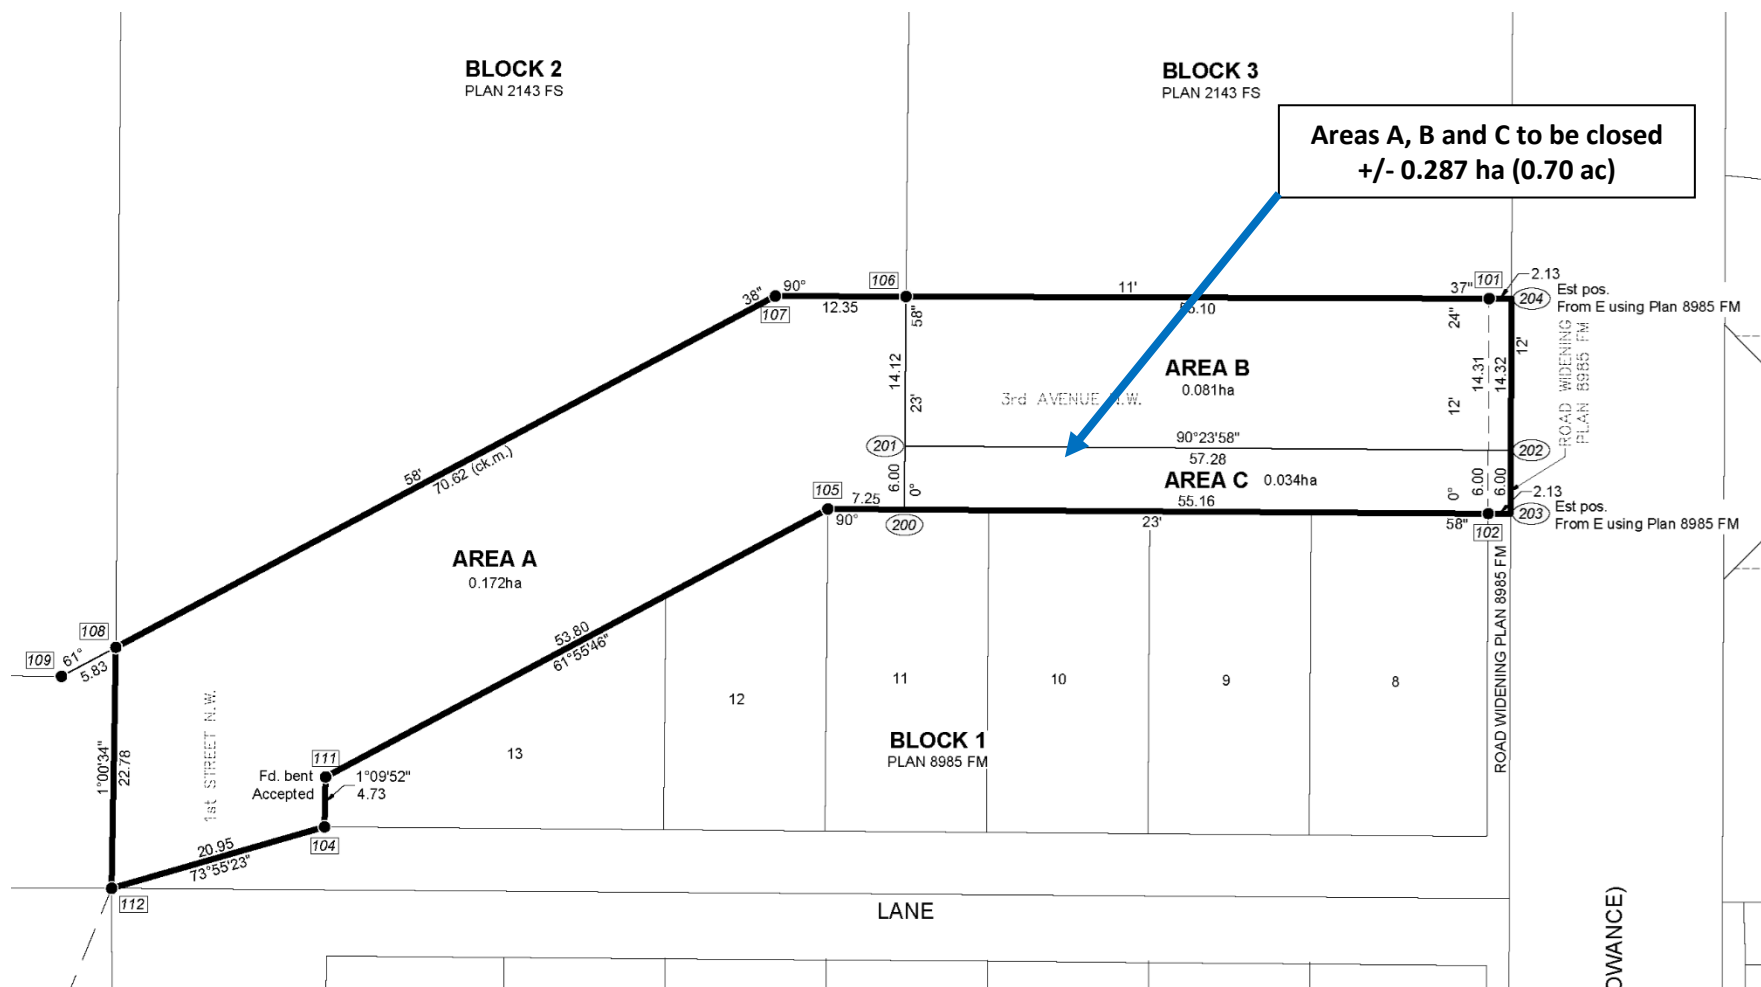 BLOCK 2
PLAN 2143 FS
BLOCK 3
PLAN 2143 FS
Areas A, B and C to be closed
+/- 0.287 ha (0.70 ac)
106
11'
37"
101
2.13
204
Est pos.
From E using Plan 8985 FM
38"
90°
107
12.35
58"
24"
12'
14.12
23'
AREA B
0.081ha
14.31
14.32
12'
ROAD WIDENING
PLAN 8985 FM
3rd AVENUE N.W.
201
90°23'58"
57.28
202
58'
70.62 (ck.m.)
6.00
0°
AREA C
0.034ha
6.00
6.00
0°
105
7.25
90°
200
55.16
23'
58"
102
2.13
203
Est pos.
From E using Plan 8985 FM
AREA A
0.172ha
108
109
61°
5.83
53.80
61°55'46"
1°00'34"
22.78
1st STREET N.W.
13
12
11
10
9
8
BLOCK 1
PLAN 8985 FM
ROAD WIDENING PLAN 8985 FM
111
Fd. bent
Accepted
1°09'52"
4.73
104
20.95
73°55'23"
112
LANE
OWANCE)